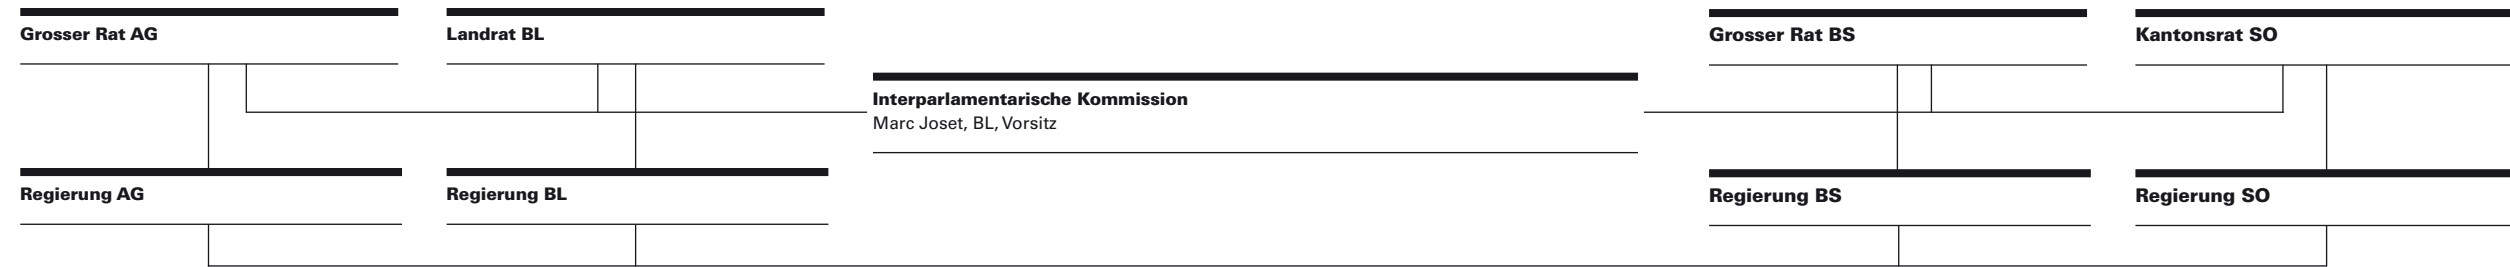 Grosser Rat AG
Landrat BL
Grosser Rat BS
Kantonsrat SO
Interparlamentarische Kommission
Marc Joset, BL, Vorsitz
Regierung AG
Regierung BL
Regierung BS
Regierung SO